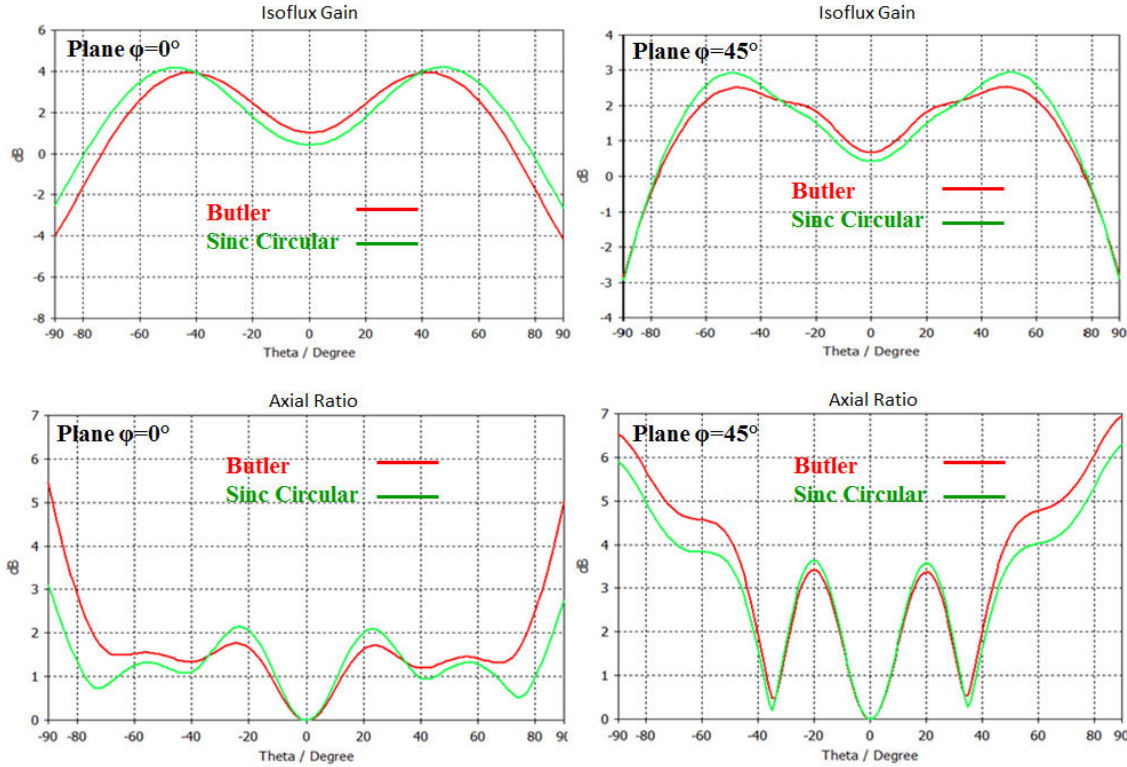 Isoflux Gain
Plane φ=0°
6
4
2
0
-2
-4
-6
-8
dB
Butler
Sinc Circular
-90 -80 -60 -40 -20 0 20 40 60 80 90
Theta / Degree
Isoflux Gain
Plane φ=45°
4
3
2
1
0
-1
-2
-3
-4
dB
Butler
Sinc Circular
-90 -80 -60 -40 -20 0 20 40 60 80 90
Theta / Degree
Axial Ratio
Plane φ=0°
7
6
5
4
3
2
1
0
dB
Butler
Sinc Circular
-90 -80 -60 -40 -20 0 20 40 60 80 90
Theta / Degree
Axial Ratio
Plane φ=45°
7
6
5
4
3
2
1
0
dB
Butler
Sinc Circular
-90 -80 -60 -40 -20 0 20 40 60 80 90
Theta / Degree